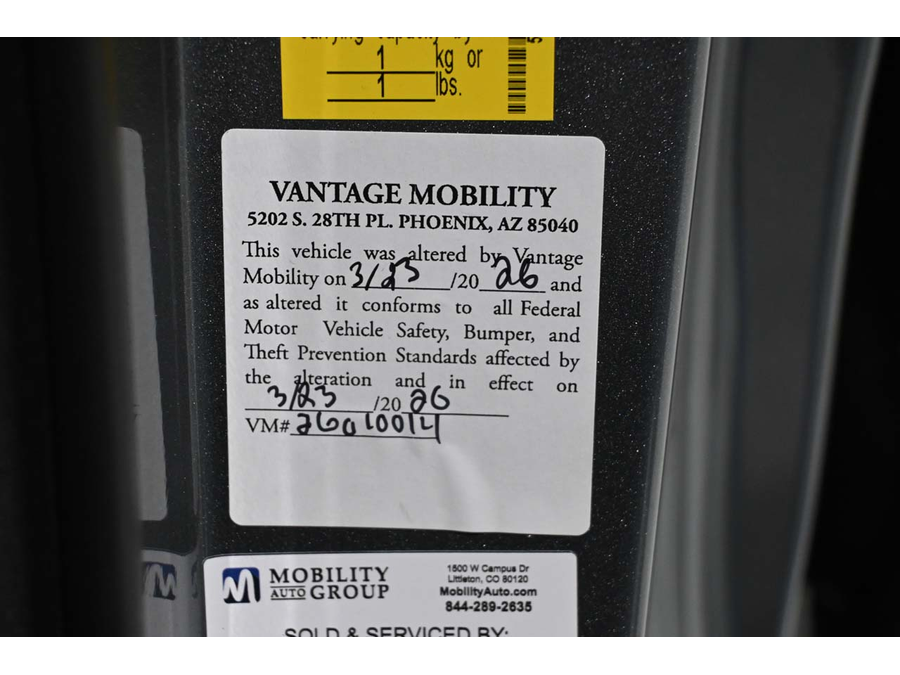 carrying capacity by
1 kg or
1 lbs.
VANTAGE MOBILITY
5202 S. 28TH PL. PHOENIX, AZ 85040
This vehicle was altered by Vantage
Mobility on 3/23 /20 26 and
as altered it conforms to all Federal
Motor Vehicle Safety, Bumper, and
Theft Prevention Standards affected by
the alteration and in effect on
3/23 /20 26
VM# 26010014
MOBILITY
AUTO GROUP
1500 W Campus Dr
Littleton, CO 80120
MobilityAuto.com
844-289-2635
SOLD & SERVICED BY: